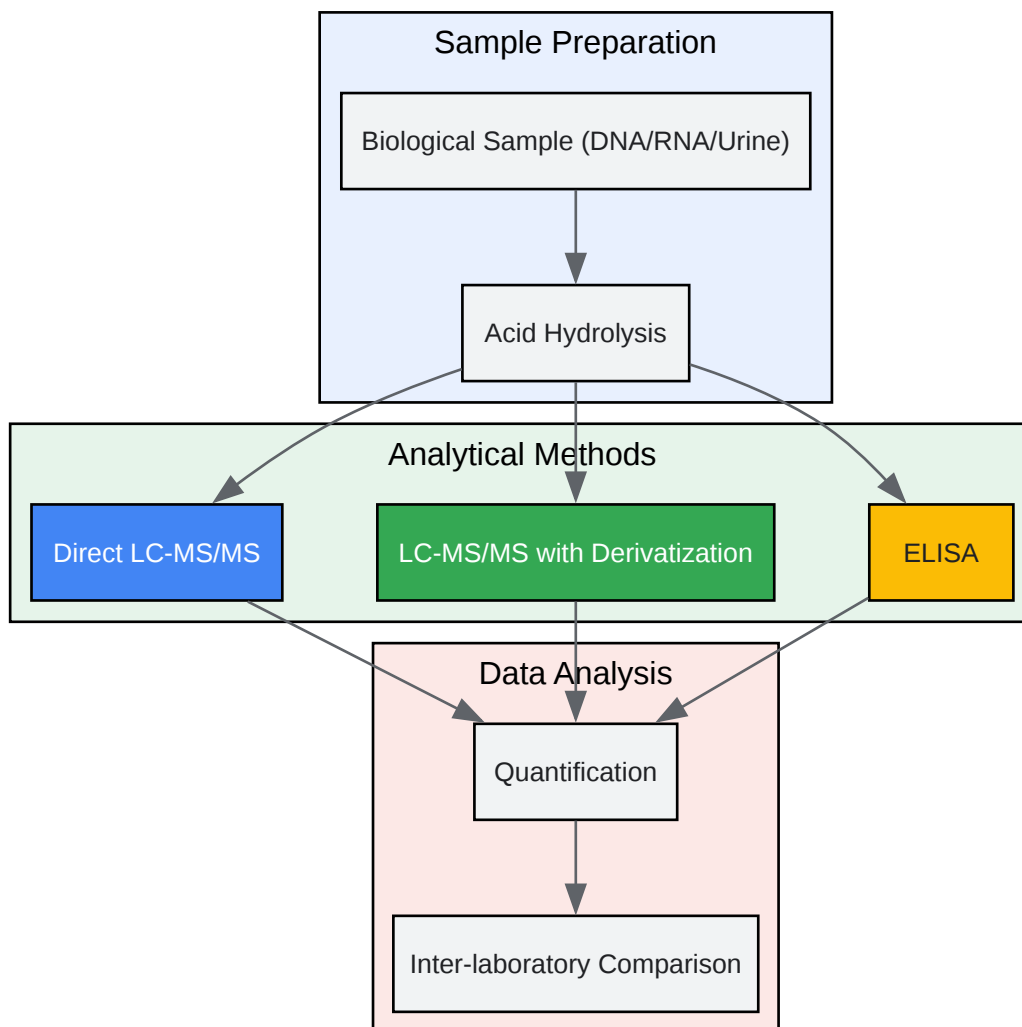 Sample Preparation
Biological Sample (DNA/RNA/Urine)
Acid Hydrolysis
Analytical Methods
Direct LC-MS/MS
LC-MS/MS with Derivatization
ELISA
Data Analysis
Quantification
Inter-laboratory Comparison